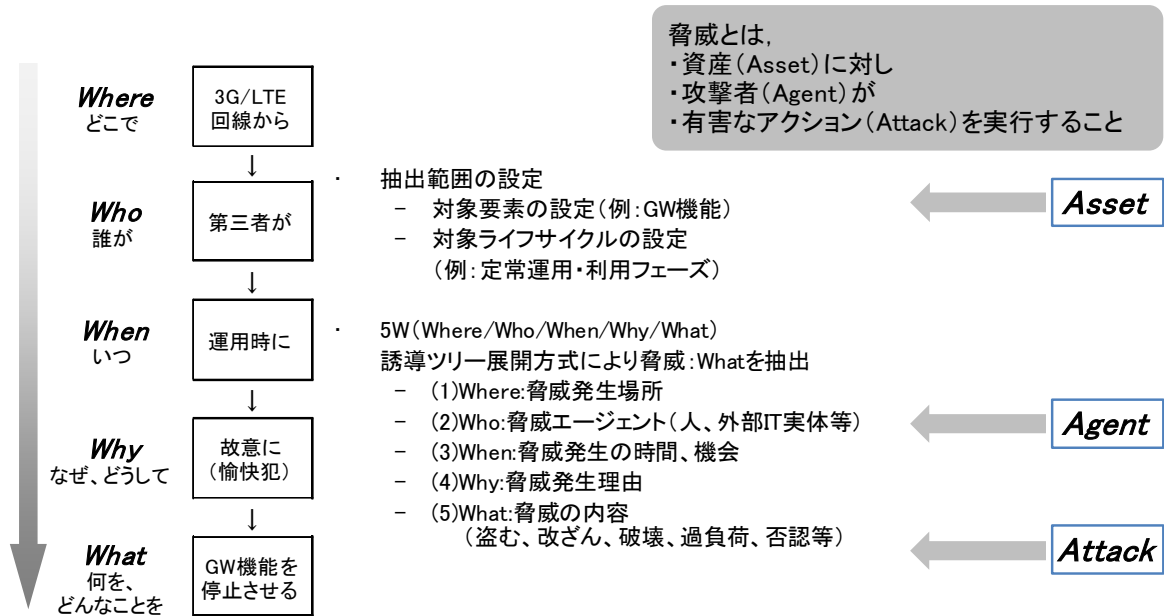 脅威とは,
・資産(Asset)に対し
・攻撃者(Agent)が
・有害なアクション(Attack)を実行すること
Where
どこで
3G/LTE
回線から
↓
Who
誰が
第三者が
↓
When
いつ
運用時に
↓
Why
なぜ、どうして
故意に
(愉快犯)
↓
What
何を、
どんなことを
GW機能を
停止させる
・ 抽出範囲の設定
− 対象要素の設定(例:GW機能)
− 対象ライフサイクルの設定
(例:定常運用・利用フェーズ)
・ 5W(Where/Who/When/Why/What)
誘導ツリー展開方式により脅威:Whatを抽出
− (1)Where:脅威発生場所
− (2)Who:脅威エージェント(人、外部IT実体等)
− (3)When:脅威発生の時間、機会
− (4)Why:脅威発生理由
− (5)What:脅威の内容
(盗む、改ざん、破壊、過負荷、否認等)
Asset
Agent
Attack